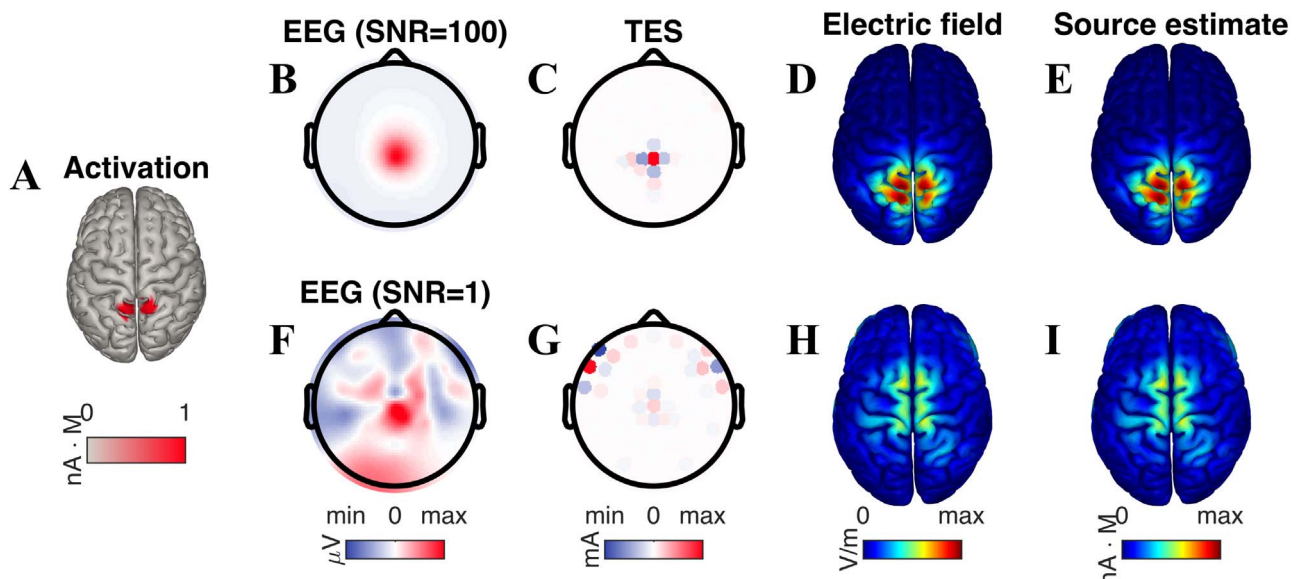 EEG (SNR=100)
TES
Electric field
Source estimate
B
C
D
E
A
Activation
0
1
nA · M
EEG (SNR=1)
F
G
H
I
min 0 max
μV
min 0 max
mA
0 max
V/m
0 max
nA · M